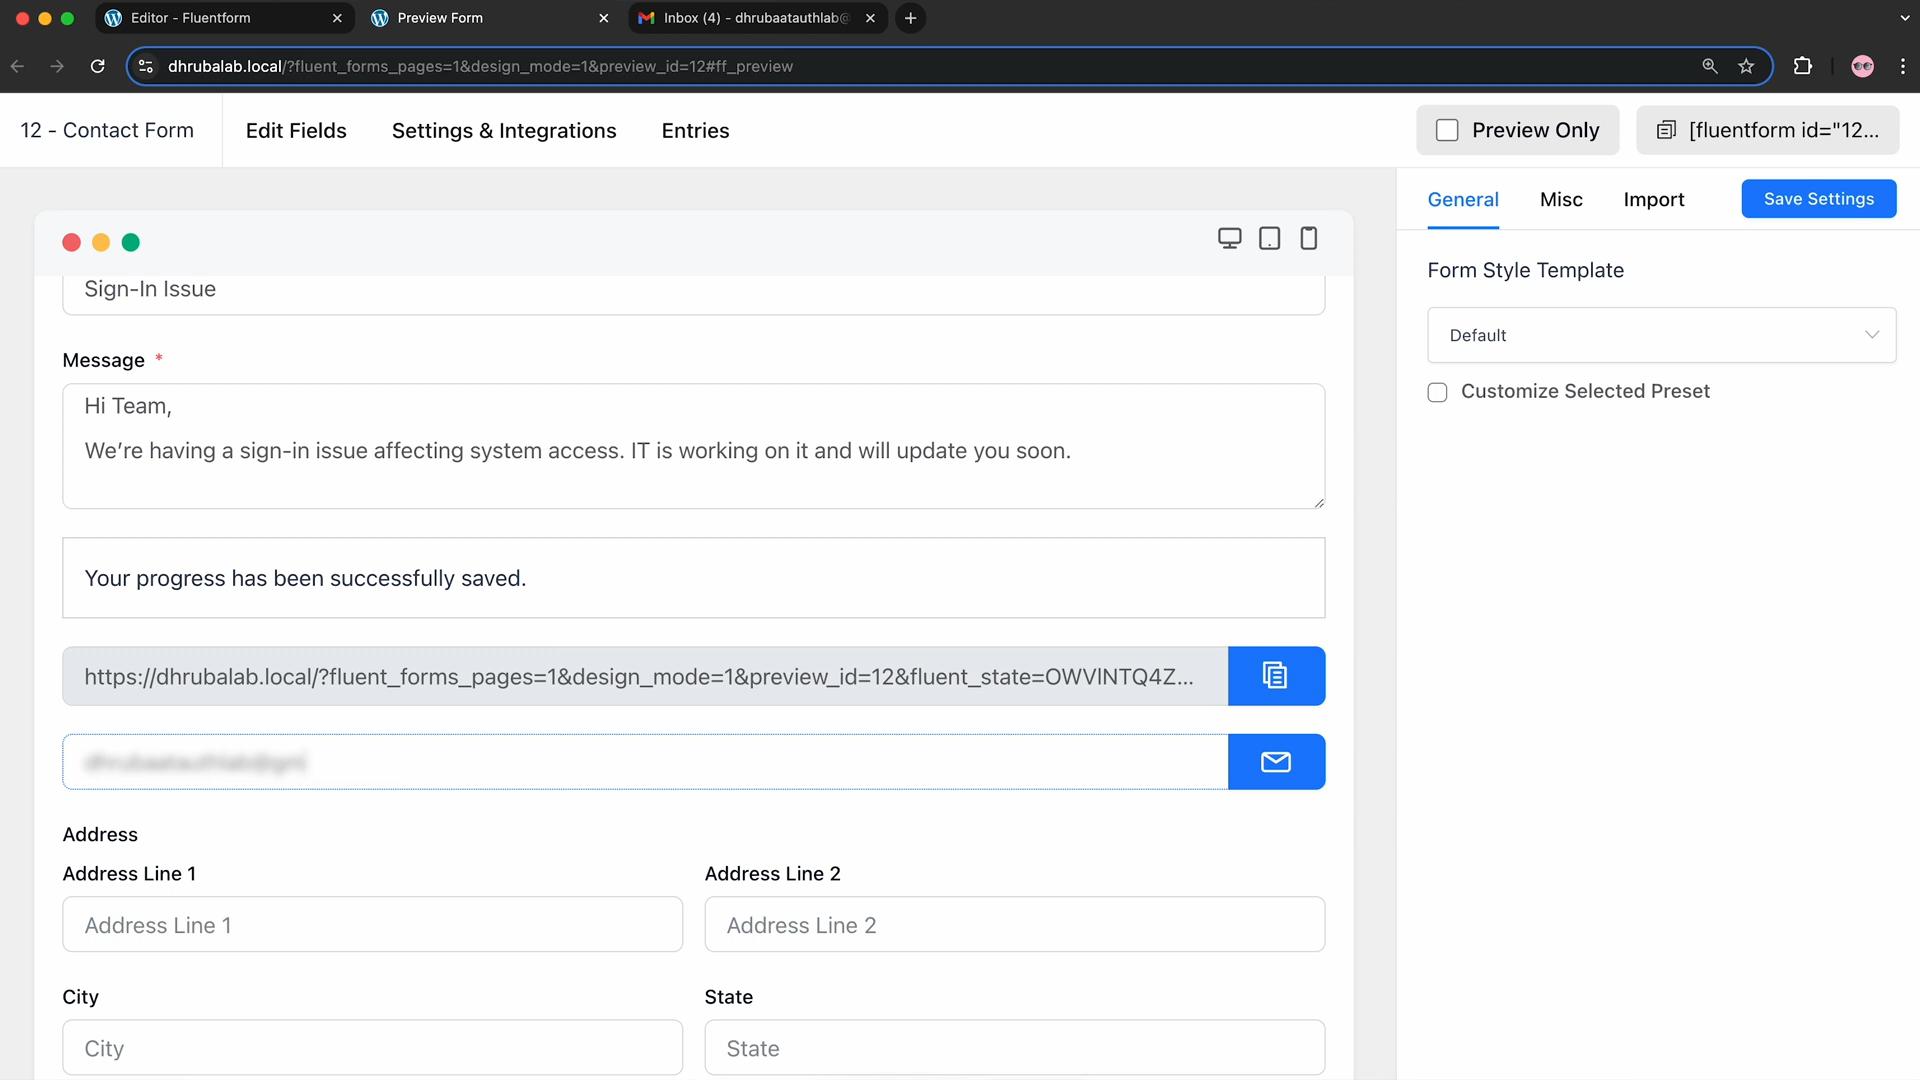 Editor - Fluentform
Preview Form
Inbox (4) - dhrubaatauthlab@
dhrubalab.local/?fluent_forms_pages=1&design_mode=1&preview_id=12#ff_preview
12 - Contact Form
Edit Fields
Settings & Integrations
Entries
Preview Only
[fluentform id="12...
General
Misc
Import
Save Settings
Form Style Template
Default
Customize Selected Preset
Sign-In Issue
Message *
Hi Team,
We’re having a sign-in issue affecting system access. IT is working on it and will update you soon.
Your progress has been successfully saved.
https://dhrubalab.local/?fluent_forms_pages=1&design_mode=1&preview_id=12&fluent_state=OWVlNTQ4Z...
Address
Address Line 1
Address Line 2
Address Line 1
Address Line 2
City
State
City
State